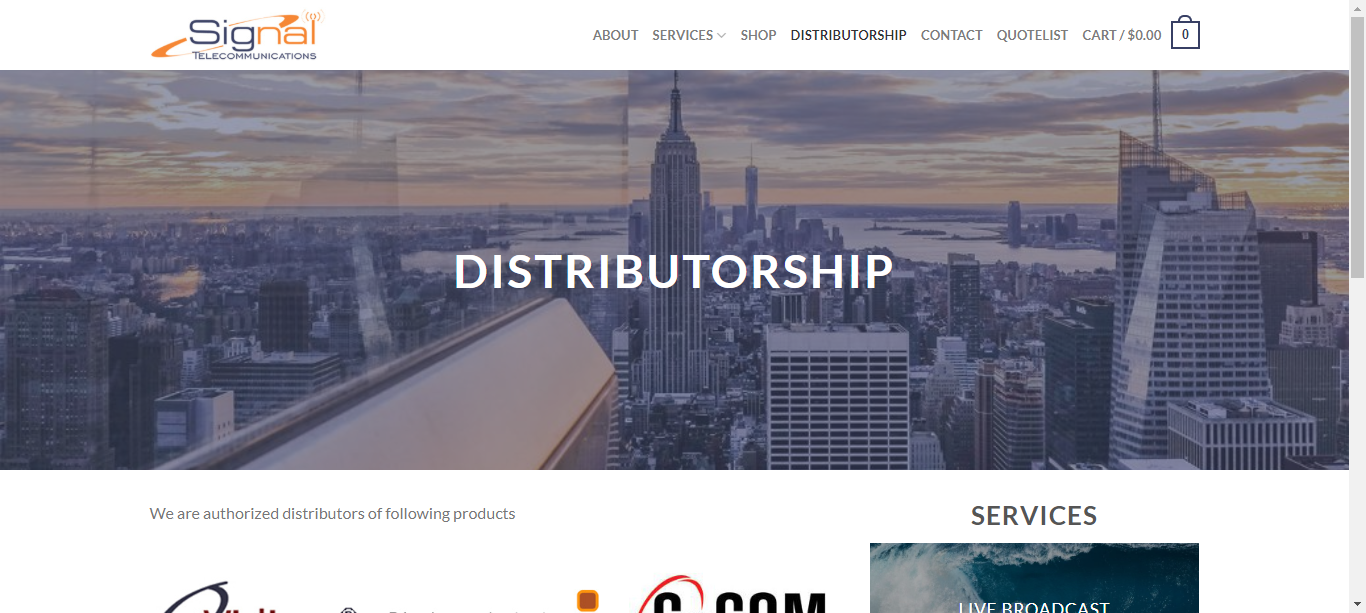 Signal
TELECOMMUNICATIONS
ABOUT SERVICES SHOP DISTRIBUTORSHIP CONTACT QUOTELIST CART / $0.00 0
DISTRIBUTORSHIP
We are authorized distributors of following products
SERVICES
LIVE BROADCAST
COM